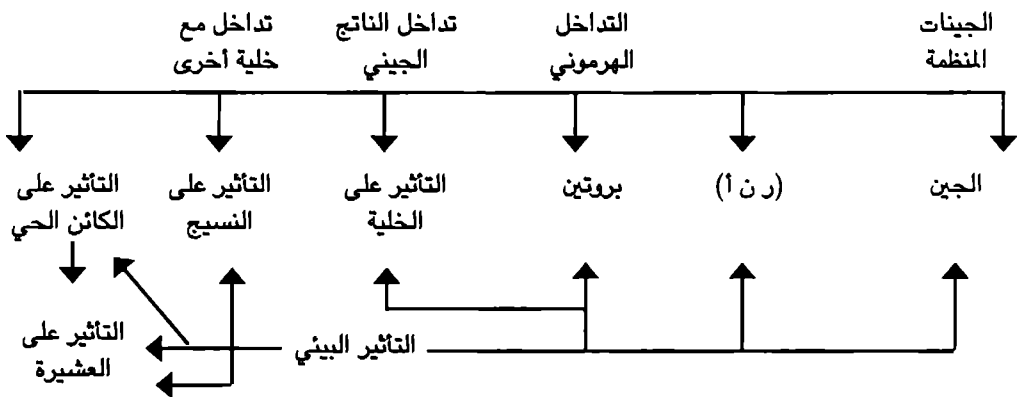 الجينات
المنظمة
التداخل
الهرموني
تداخل الناتج
الجيني
تداخل مع
خلية أخرى
الجين
(ر ن أ)
بروتين
التأثير على
الخلية
التأثير على
النسيج
التأثير على
الكائن الحي
التأثير البيئي
التأثير على
العشيرة